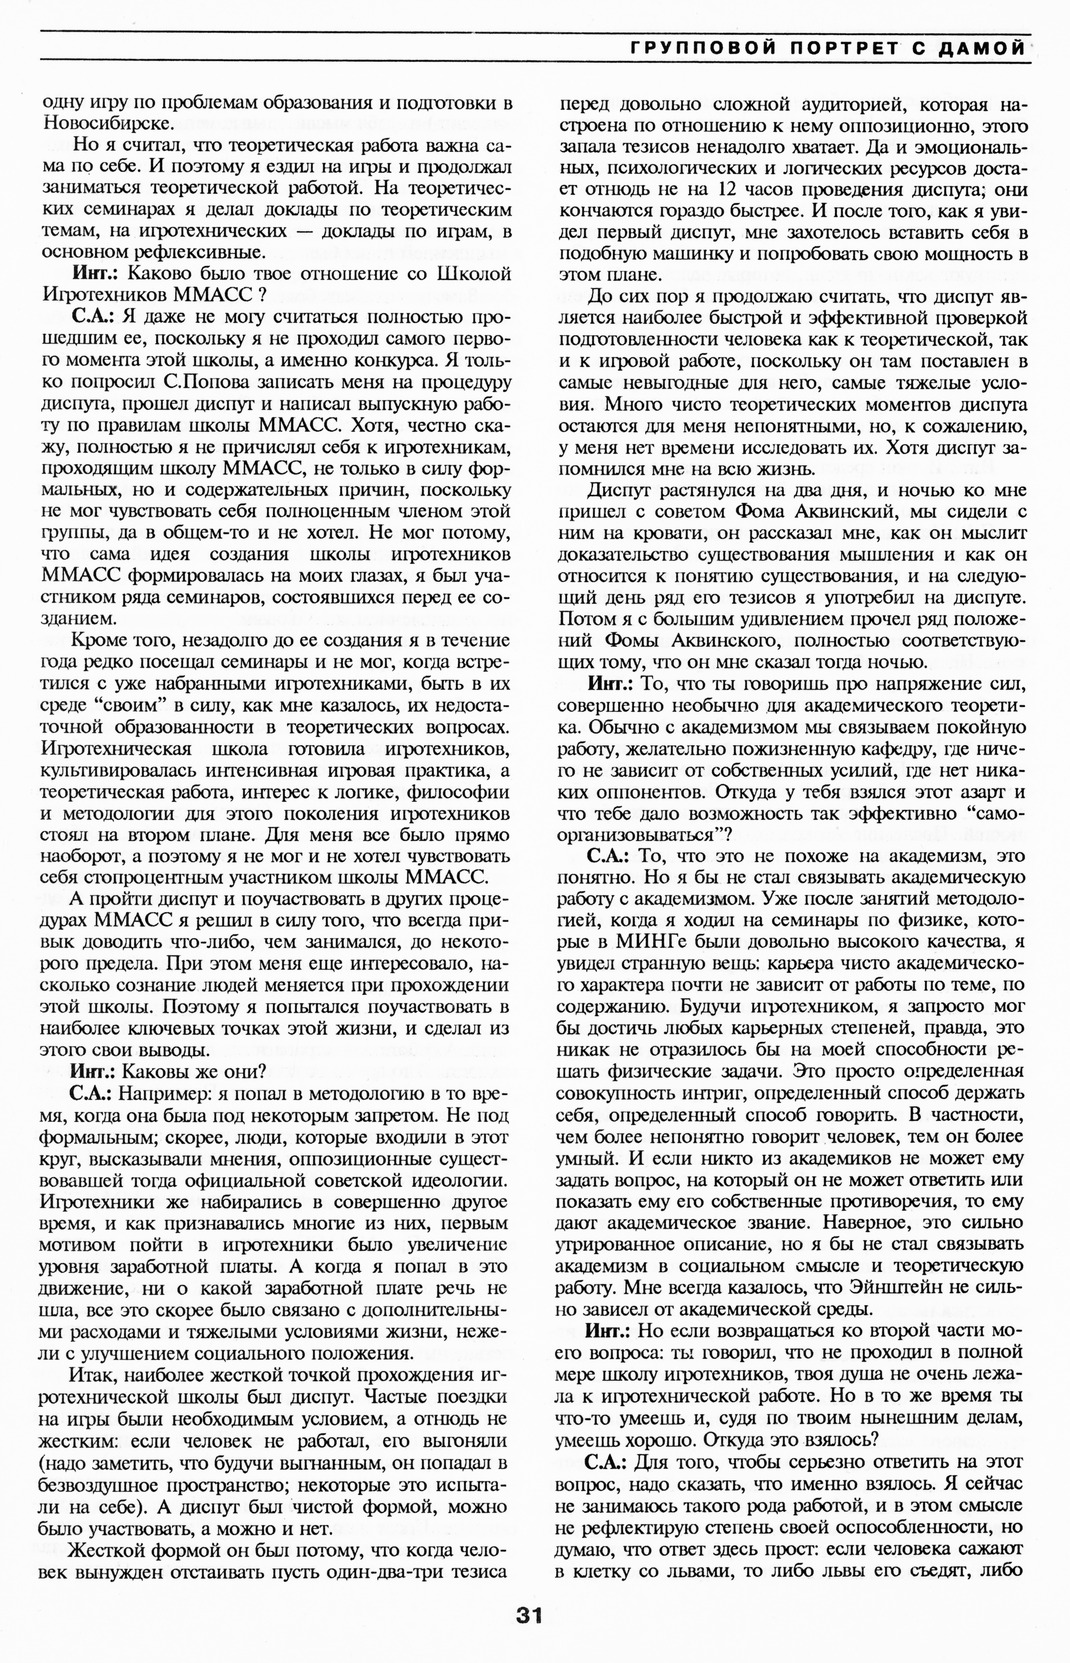 ГРУППОВОЙ ПОРТРЕТ С ДАМОЙ
одну игру по проблемам образования и подготовки в
Новосибирске.
Но я считал, что теоретическая работа важна са-
ма по себе. И поэтому я ездил на игры и продолжал
заниматься теоретической работой. На теоретичес-
ких семинарах я делал доклады по теоретическим
темам, на игротехнических — доклады по играм, в
основном рефлексивные.
Инт.: Каково было твое отношение со Школой
Игротехников ММАСС ?
С.А.: Я даже не могу считаться полностью про-
шедшим ее, поскольку я не проходил самого перво-
го момента этой школы, а именно конкурса. Я толь-
ко попросил С.Попова записать меня на процедуру
диспута, прошел диспут и написал выпускную рабо-
ту по правилам школы ММАСС. Хотя, честно ска-
жу, полностью я не причислял себя к игротехникам,
проходящим школу ММАСС, не только в силу фор-
мальных, но и содержательных причин, поскольку
не мог чувствовать себя полноценным членом этой
группы, да в общем-то и не хотел. Не мог потому,
что сама идея создания школы игротехников
ММАСС формировалась на моих глазах, я был уча-
стником ряда семинаров, состоявшихся перед ее со-
зданием.
Кроме того, незадолго до ее создания я в течение
года редко посещал семинары и не мог, когда встре-
тился с уже набранными игротехниками, быть в их
среде “своим” в силу, как мне казалось, их недоста-
точной образованности в теоретических вопросах.
Игротехническая школа готовила игротехников,
культивировалась интенсивная игровая практика, а
теоретическая работа, интерес к логике, философии
и методологии для этого поколения игротехников
стоял на втором плане. Для меня все было прямо
наоборот, а поэтому я не мог и не хотел чувствовать
себя стопроцентным участником школы ММАСС.
А пройти диспут и поучаствовать в других проце-
дурах ММАСС я решил в силу того, что всегда при-
вык доводить что-либо, чем занимался, до некото-
рого предела. При этом меня еще интересовало, на-
сколько сознание людей меняется при прохождении
этой школы. Поэтому я попытался поучаствовать в
наиболее ключевых точках этой жизни, и сделал из
этого свои выводы.
Инт.: Каковы же они?
С.А.: Например: я попал в методологию в то вре-
мя, когда она была под некоторым запретом. Не под
формальным; скорее, люди, которые входили в этот
круг, высказывали мнения, оппозиционные сущест-
вовавшей тогда официальной советской идеологии.
Игротехники же набирались в совершенно другое
время, и как признавались многие из них, первым
мотивом пойти в игротехники было увеличение
уровня заработной платы. А когда я попал в это
движение, ни о какой заработной плате речь не
шла, все это скорее было связано с дополнительны-
ми расходами и тяжелыми условиями жизни, неже-
ли с улучшением социального положения.
Итак, наиболее жесткой точкой прохождения иг-
ротехнической школы был диспут. Частые поездки
на игры были необходимым условием, а отнюдь не
жестким: если человек не работал, его выгоняли
(надо заметить, что будучи выгнанным, он попадал в
безвоздушное пространство; некоторые это испыта-
ли на себе). А диспут был чистой формой, можно
было участвовать, а можно и нет.
Жесткой формой он был потому, что когда чело-
век вынужден отстаивать пусть один-два-три тезиса
перед довольно сложной аудиторией, которая на-
строена по отношению к нему оппозиционно, этого
запала тезисов ненадолго хватает. Да и эмоциональ-
ных, психологических и логических ресурсов доста-
ет отнюдь не на 12 часов проведения диспута; они
кончаются гораздо быстрее. И после того, как я уви-
дел первый диспут, мне захотелось вставить себя в
подобную машинку и попробовать свою мощность в
этом плане.
До сих пор я продолжаю считать, что диспут яв-
ляется наиболее быстрой и эффективной проверкой
подготовленности человека как к теоретической, так
и к игровой работе, поскольку он там поставлен в
самые невыгодные для него, самые тяжелые усло-
вия. Много чисто теоретических моментов диспута
остаются для меня непонятными, но, к сожалению,
у меня нет времени исследовать их. Хотя диспут за-
помнился мне на всю жизнь.
Диспут растянулся на два дня, и ночью ко мне
пришел с советом Фома Аквинский, мы сидели с
ним на кровати, он рассказал мне, как он мыслит
доказательство существования мышления и как он
относится к понятию существования, и на следую-
щий день ряд его тезисов я употребил на диспуте.
Потом я с большим удивлением прочел ряд положе-
ний Фомы Аквинского, полностью соответствую-
щих тому, что он мне сказал тогда ночью.
Инт.: То, что ты говоришь про напряжение сил,
совершенно необычно для академического теорети-
ка. Обычно с академизмом мы связываем покойную
работу, желательно пожизненную кафедру, где ниче-
го не зависит от собственных усилий, где нет ника-
ких оппонентов. Откуда у тебя взялся этот азарт и
что тебе дало возможность так эффективно “само-
организовываться”?
С.А.: То, что это не похоже на академизм, это
понятно. Но я бы не стал связывать академическую
работу с академизмом. Уже после занятий методоло-
гией, когда я ходил на семинары по физике, кото-
рые в МИНГе были довольно высокого качества, я
увидел странную вещь: карьера чисто академическо-
го характера почти не зависит от работы по теме, по
содержанию. Будучи игротехником, я запросто мог
бы достичь любых карьерных степеней, правда, это
никак не отразилось бы на моей способности ре-
шать физические задачи. Это просто определенная
совокупность интриг, определенный способ держать
себя, определенный способ говорить. В частности,
чем более непонятно говорит человек, тем он более
умный. И если никто из академиков не может ему
задать вопрос, на который он не может ответить или
показать ему его собственные противоречия, то ему
дают академическое звание. Наверное, это сильно
утрированное описание, но я бы не стал связывать
академизм в социальном смысле и теоретическую
работу. Мне всегда казалось, что Эйнштейн не силь-
но зависел от академической среды.
Инт.: Но если возвращаться ко второй части мо-
его вопроса: ты говорил, что не проходил в полной
мере школу игротехников, твоя душа не очень лежа-
ла к игротехнической работе. Но в то же время ты
что-то умеешь и, судя по твоим нынешним делам,
умеешь хорошо. Откуда это взялось?
С.А.: Для того, чтобы серьезно ответить на этот
вопрос, надо сказать, что именно взялось. Я сейчас
не занимаюсь такого рода работой, и в этом смысле
не рефлектирую степень своей оспособленности, но
думаю, что ответ здесь прост: если человека сажают
в клетку со львами, то либо львы его съедят, либо
31